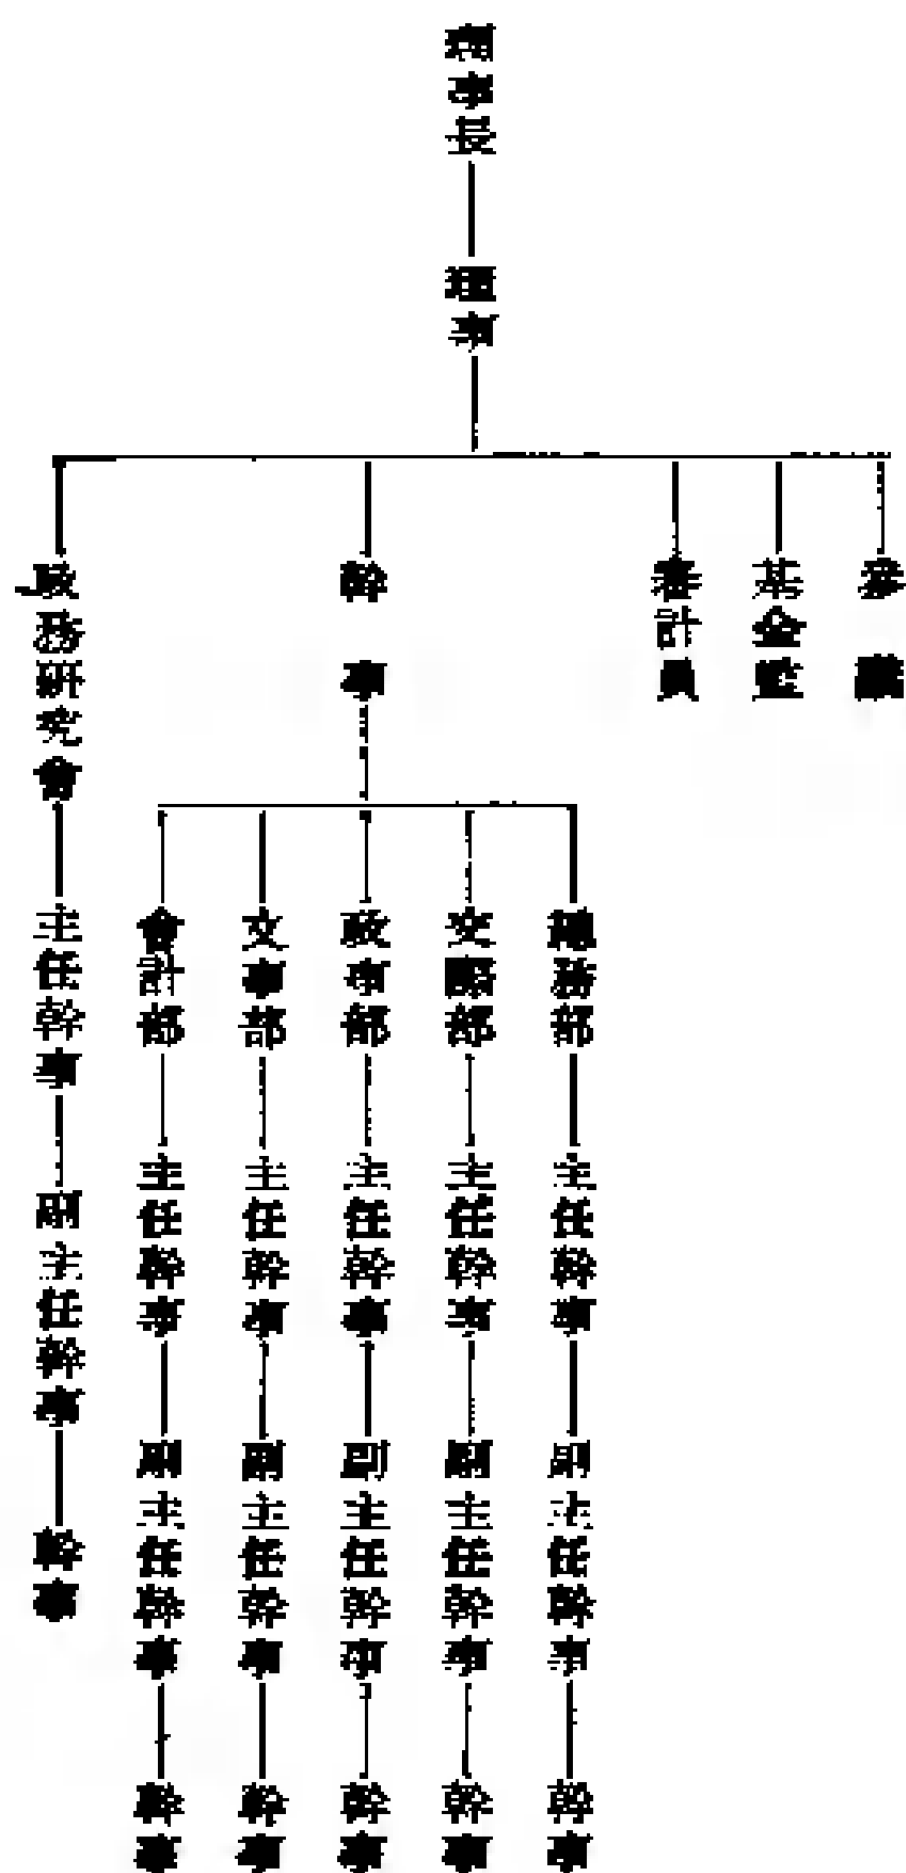 理事長
理事
参議
基金監
審計員
幹事
政務研究會
主任幹事
副主任幹事
幹事
總務部
主任幹事
副主任幹事
幹事
交際部
主任幹事
副主任幹事
幹事
政事部
主任幹事
副主任幹事
幹事
文事部
主任幹事
副主任幹事
幹事
會計部
主任幹事
副主任幹事
幹事